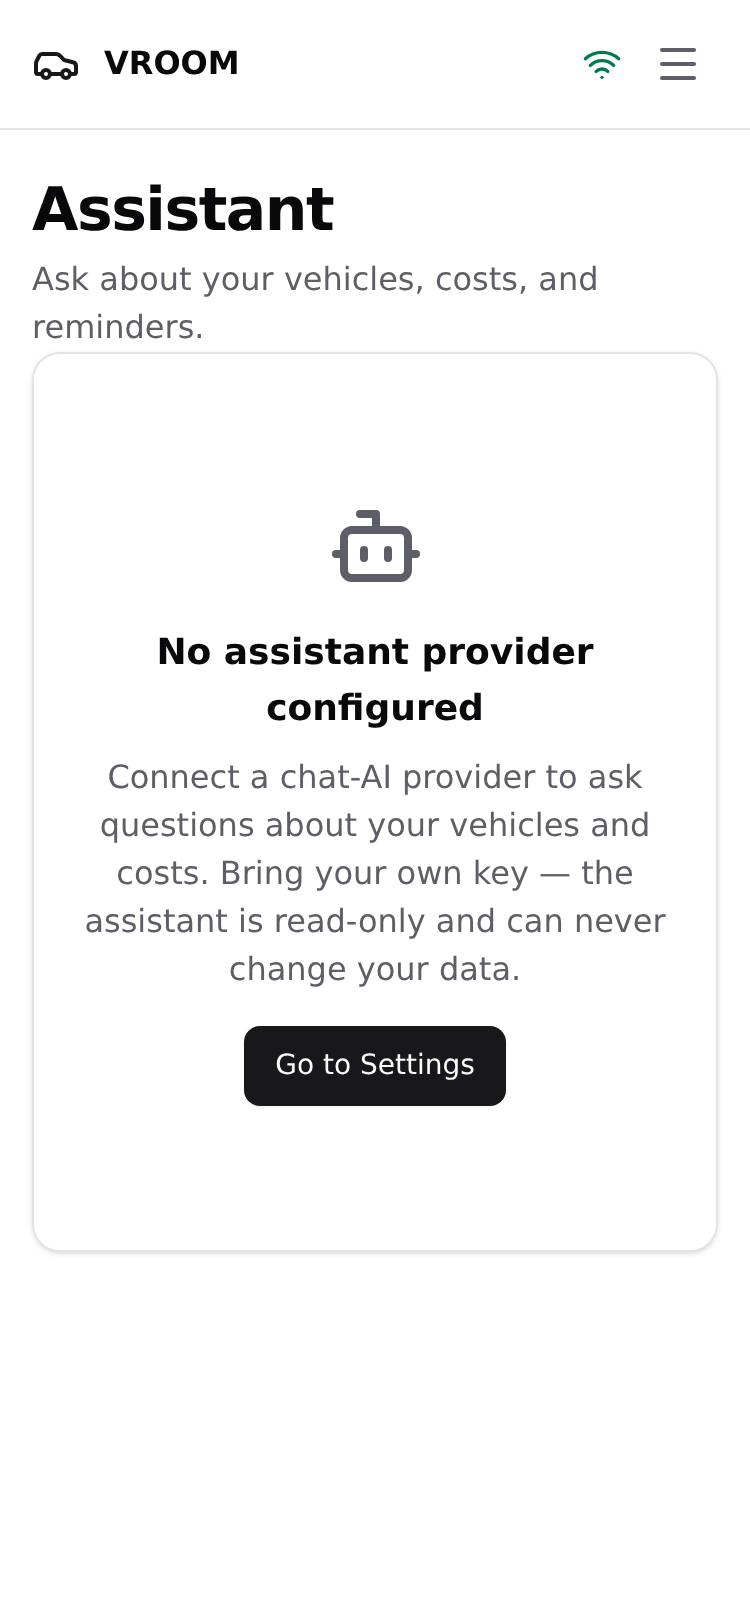 VROOM
Assistant
Ask about your vehicles, costs, and
reminders.
No assistant provider
configured
Connect a chat-AI provider to ask
questions about your vehicles and
costs. Bring your own key — the
assistant is read-only and can never
change your data.
Go to Settings